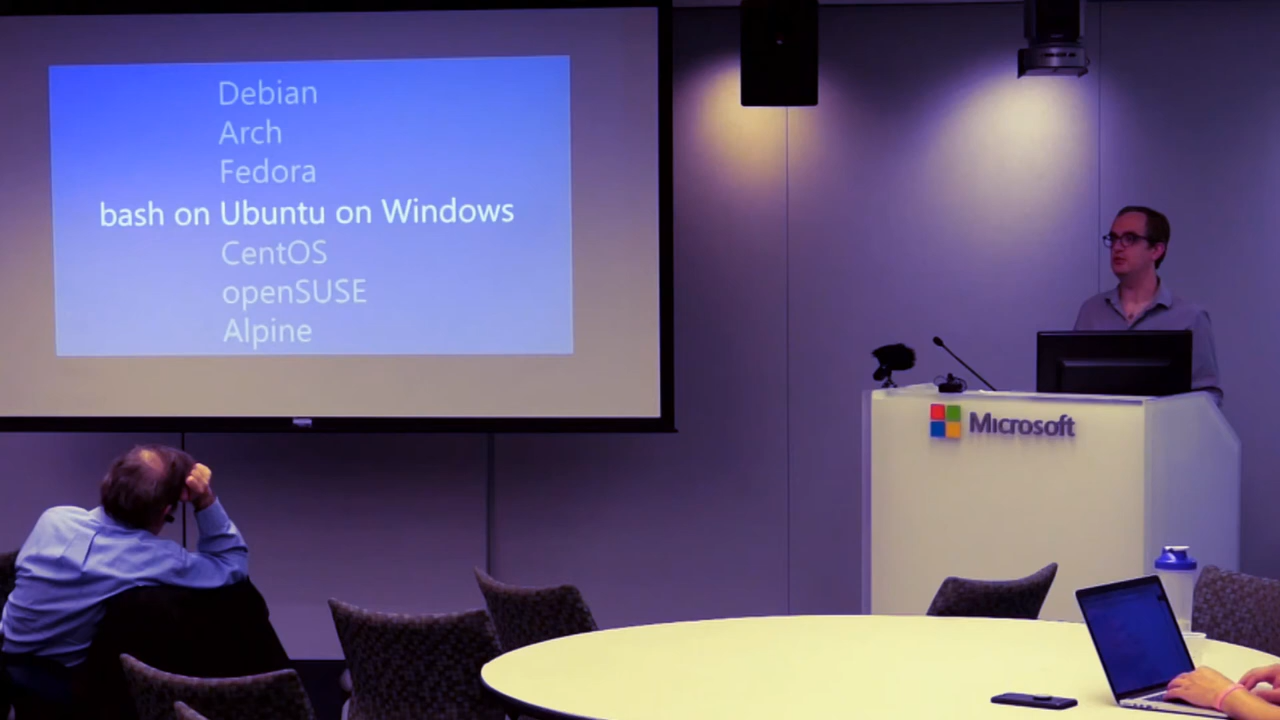 Debian
Arch
Fedora
bash on Ubuntu on Windows
CentOS
openSUSE
Alpine
Microsoft